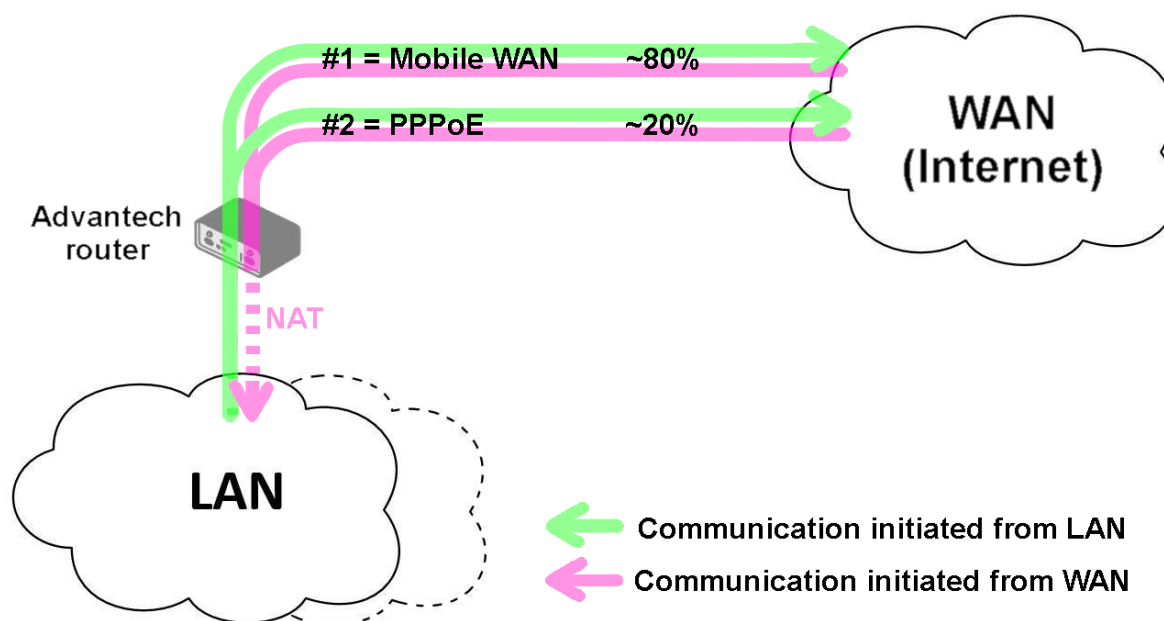 #1 = Mobile WAN ~80%
#2 = PPPoE ~20%
WAN
(Internet)
Advantech
router
NAT
LAN
Communication initiated from LAN
Communication initiated from WAN